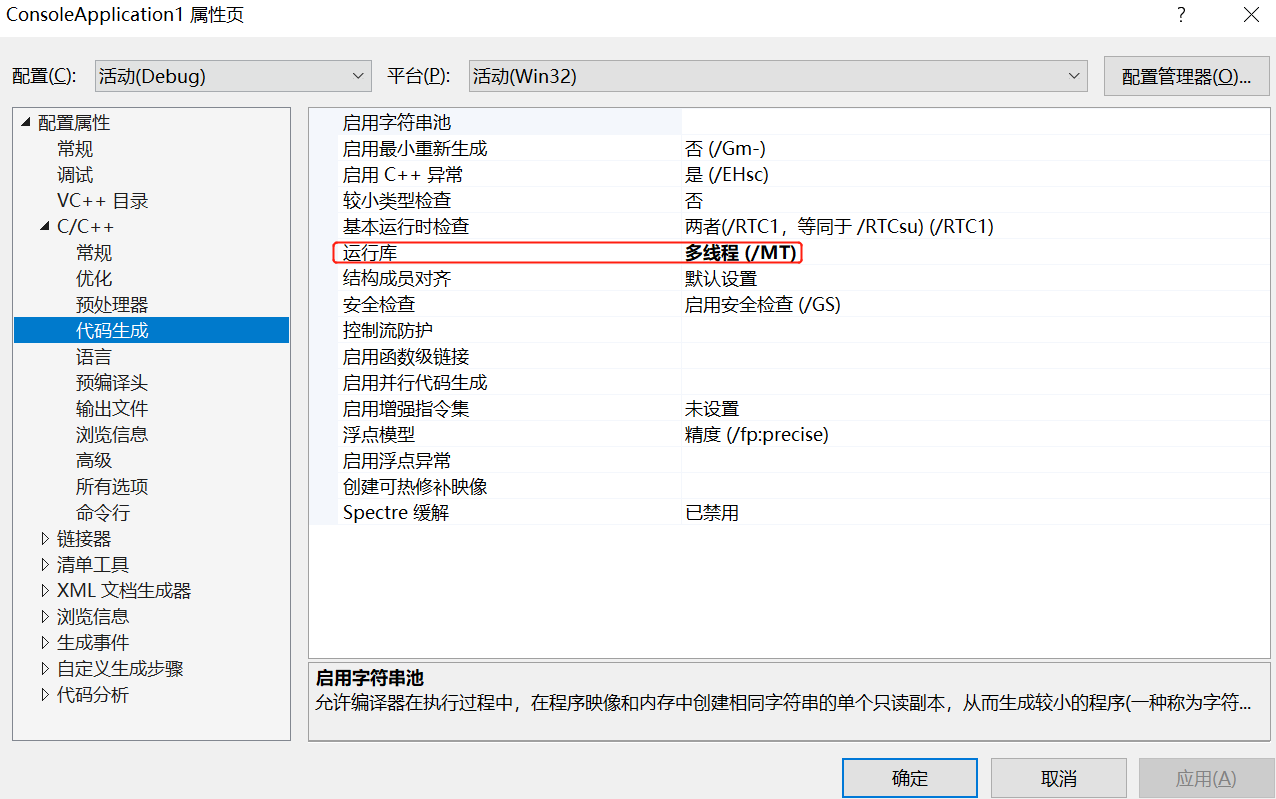 ConsoleApplication1 属性页
配置(C): 活动(Debug) 平台(P): 活动(Win32) 配置管理器(O)...
配置属性
常规
调试
VC++ 目录
C/C++
常规
优化
预处理器
代码生成
语言
预编译头
输出文件
浏览信息
高级
所有选项
命令行
链接器
清单工具
XML 文档生成器
浏览信息
生成事件
自定义生成步骤
代码分析
启用字符串池
启用最小重新生成 否 (/Gm-)
启用 C++ 异常 是 (/EHsc)
较小类型检查 否
基本运行时检查 两者(/RTC1，等同于 /RTCsu) (/RTC1)
运行库 多线程 (/MT)
结构成员对齐 默认设置
安全检查 启用安全检查 (/GS)
控制流防护
启用函数级链接
启用并行代码生成
启用增强指令集 未设置
浮点模型 精度 (/fp:precise)
启用浮点异常
创建可热修补映像
Spectre 缓解 已禁用
启用字符串池
允许编译器在执行过程中，在程序映像和内存中创建相同字符串的单个只读副本，从而生成较小的程序(一种称为字符...
确定 取消 应用(A)